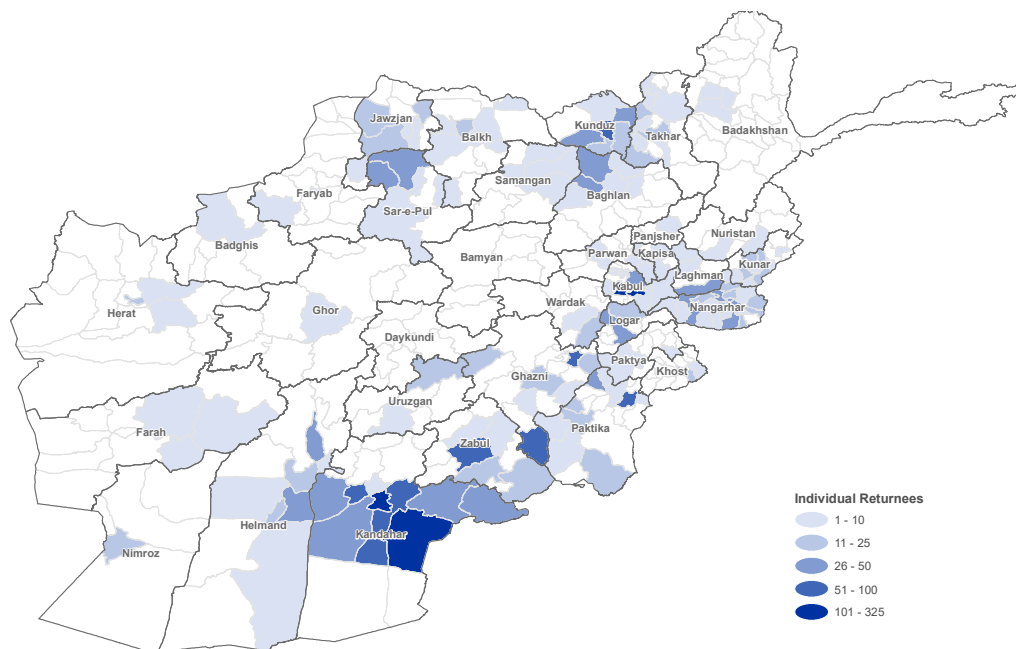 Jawzjan
Balkh
Kunduz
Takhar
Badakhshan
Samangan
Baghlan
Faryab
Sar-e-Pul
Badghis
Panjsher
Nuristan
Bamyan
Parwan
Kapisa
Kunar
Laghman
Kabul
Nangarhar
Herat
Ghor
Wardak
Logar
Daykundi
Paktya
Khost
Ghazni
Uruzgan
Paktika
Farah
Zabul
Helmand
Kandahar
Nimroz
Individual Returnees
1 - 10
11 - 25
26 - 50
51 - 100
101 - 325